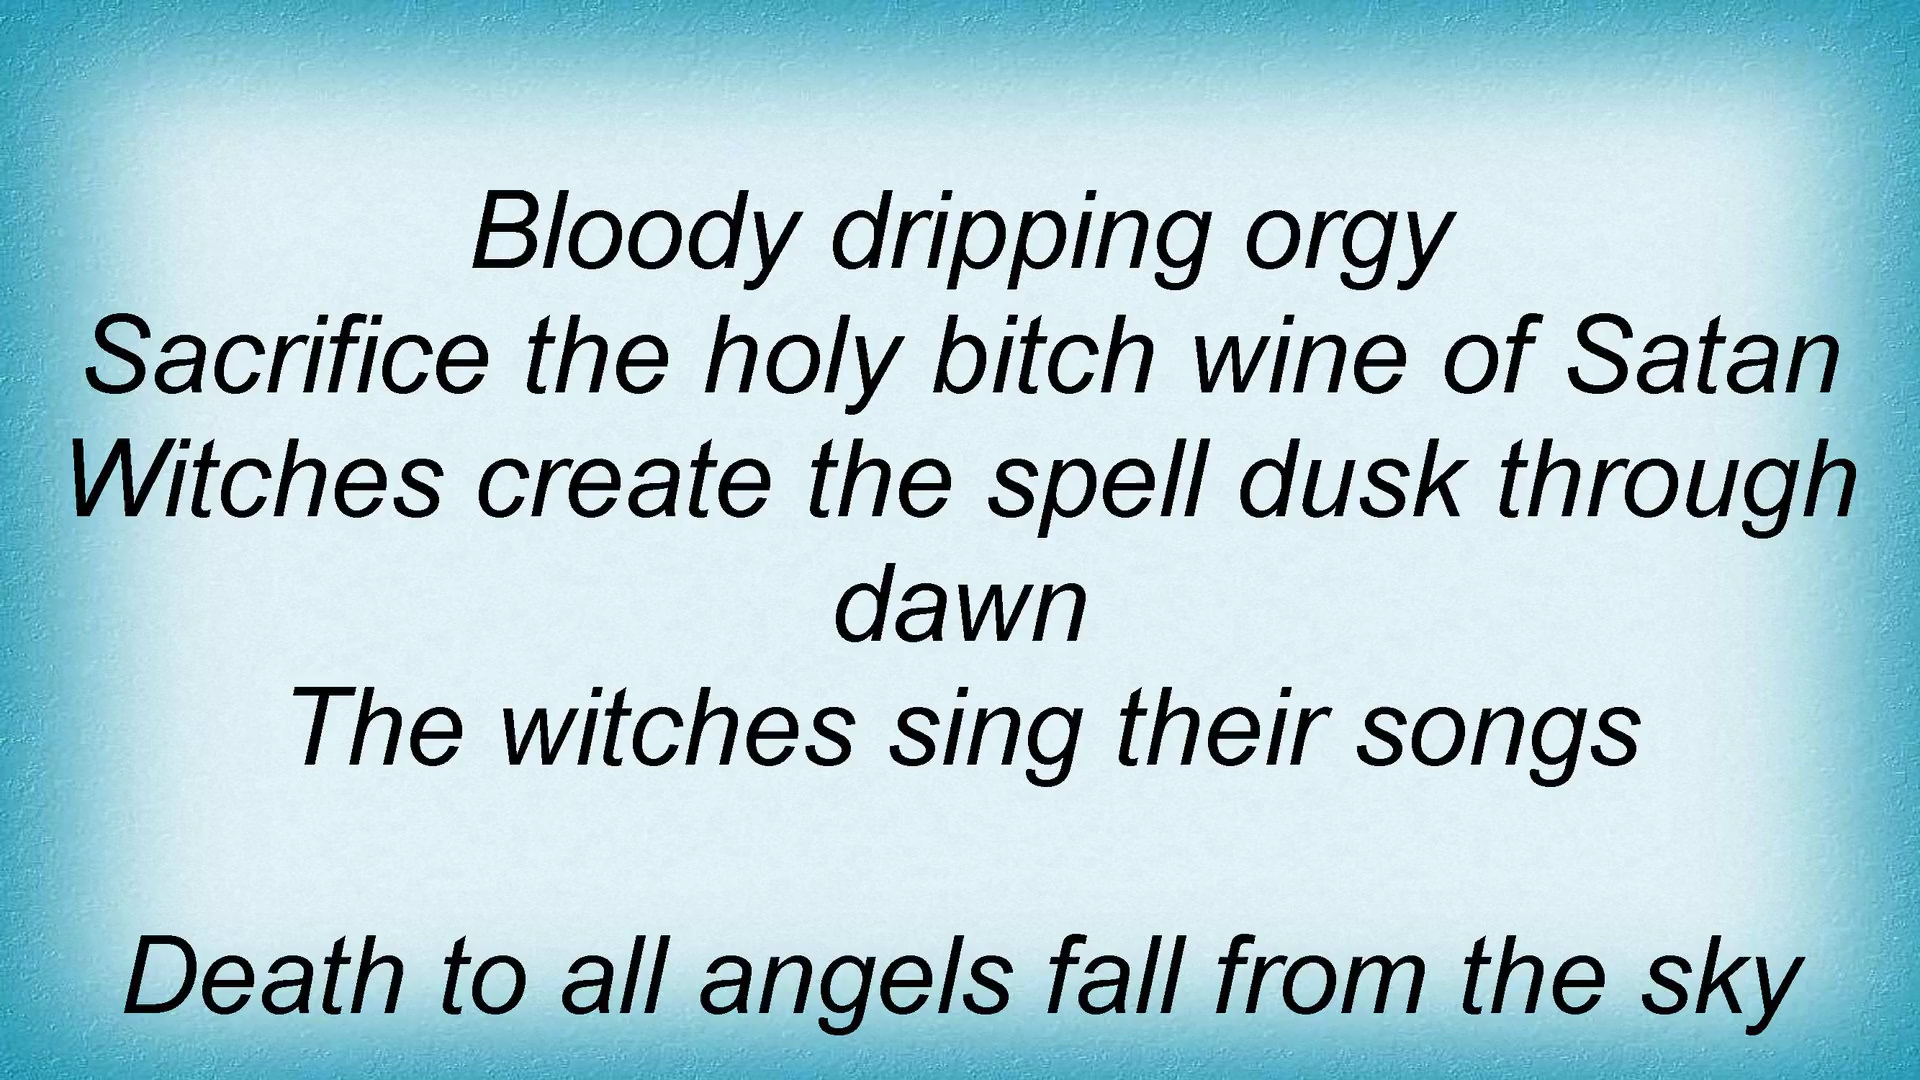 Bloody dripping orgy
Sacrifice the holy bitch wine of Satan
Witches create the spell dusk through
dawn
The witches sing their songs
Death to all angels fall from the sky